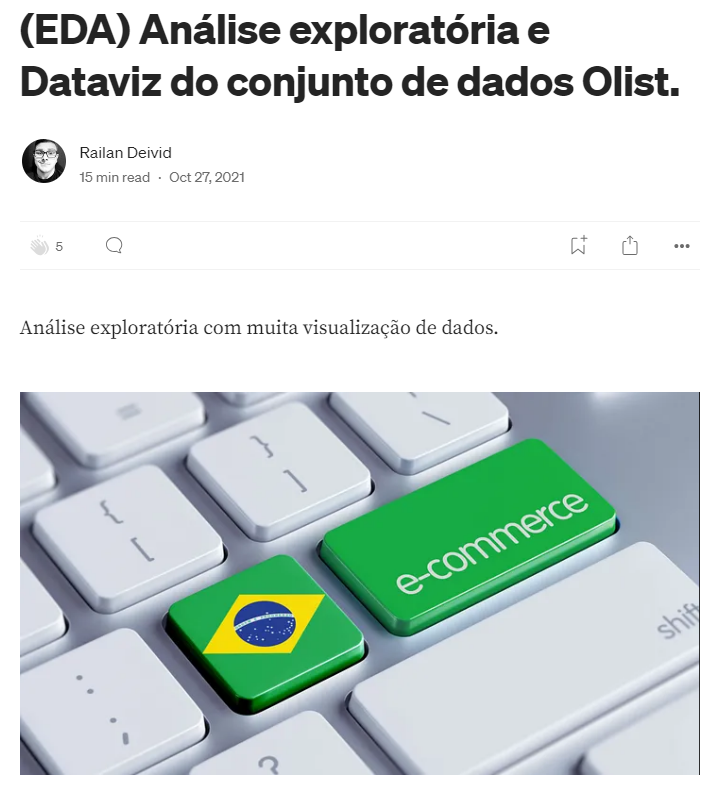 (EDA) Análise exploratória e
Dataviz do conjunto de dados Olist.
Railan Deivid
15 min read · Oct 27, 2021
5
Análise exploratória com muita visualização de dados.
}
]
{
[
e-commerce
shift
: ;
?